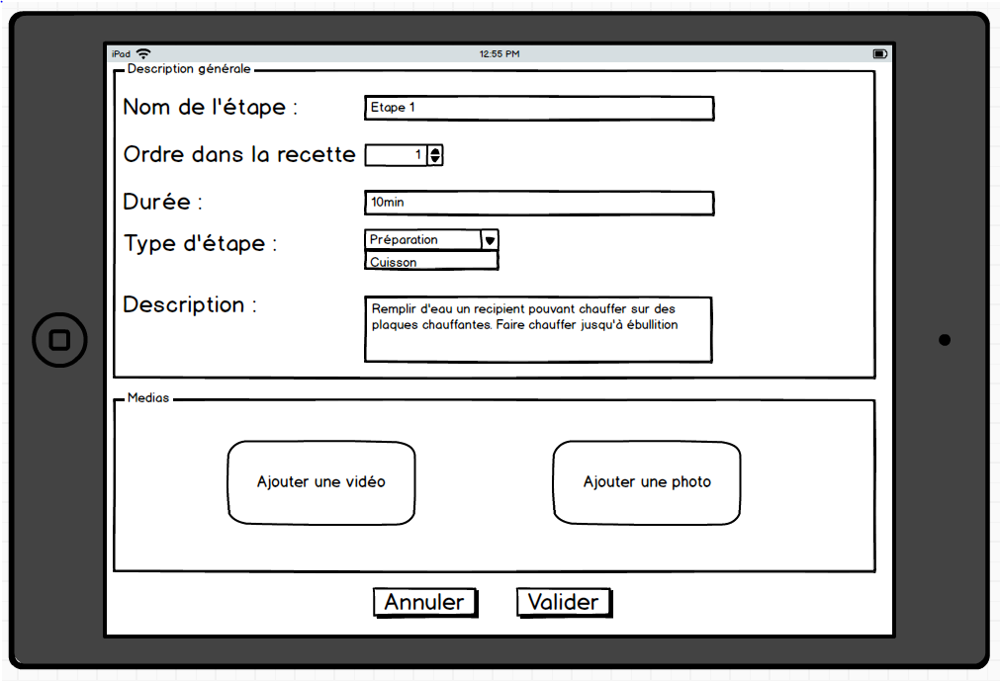 iPad
12:55 PM
Description générale
Nom de l'étape :
Etape 1
Ordre dans la recette
1
Durée :
10min
Type d'étape :
Préparation
Cuisson
Description :
Remplir d'eau un recipient pouvant chauffer sur des
plaques chauffantes. Faire chauffer jusqu'à ébullition
Medias
Ajouter une vidéo
Ajouter une photo
Annuler
Valider